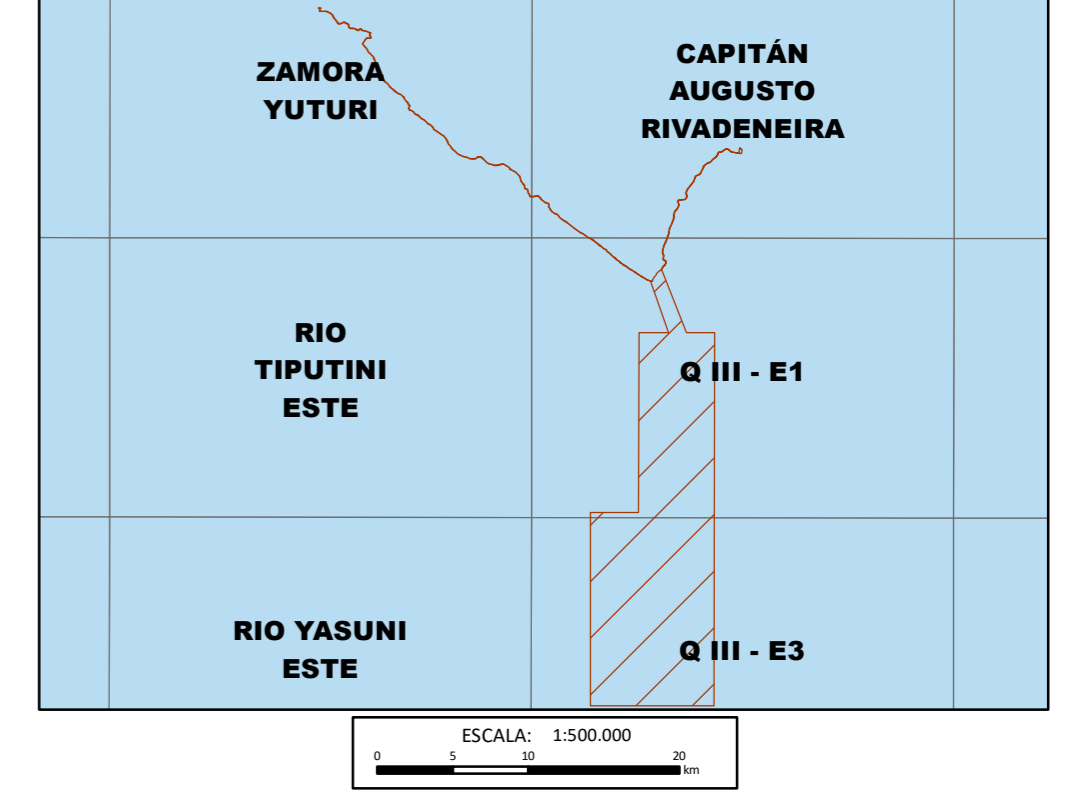 ZAMORA
YUTURI
CAPITÁN
AUGUSTO
RIVADENEIRA
RIO
TIPUTINI
ESTE
Q III - E1
RIO YASUNI
ESTE
Q III - E3
ESCALA: 1:500.000
0 5 10 20
km